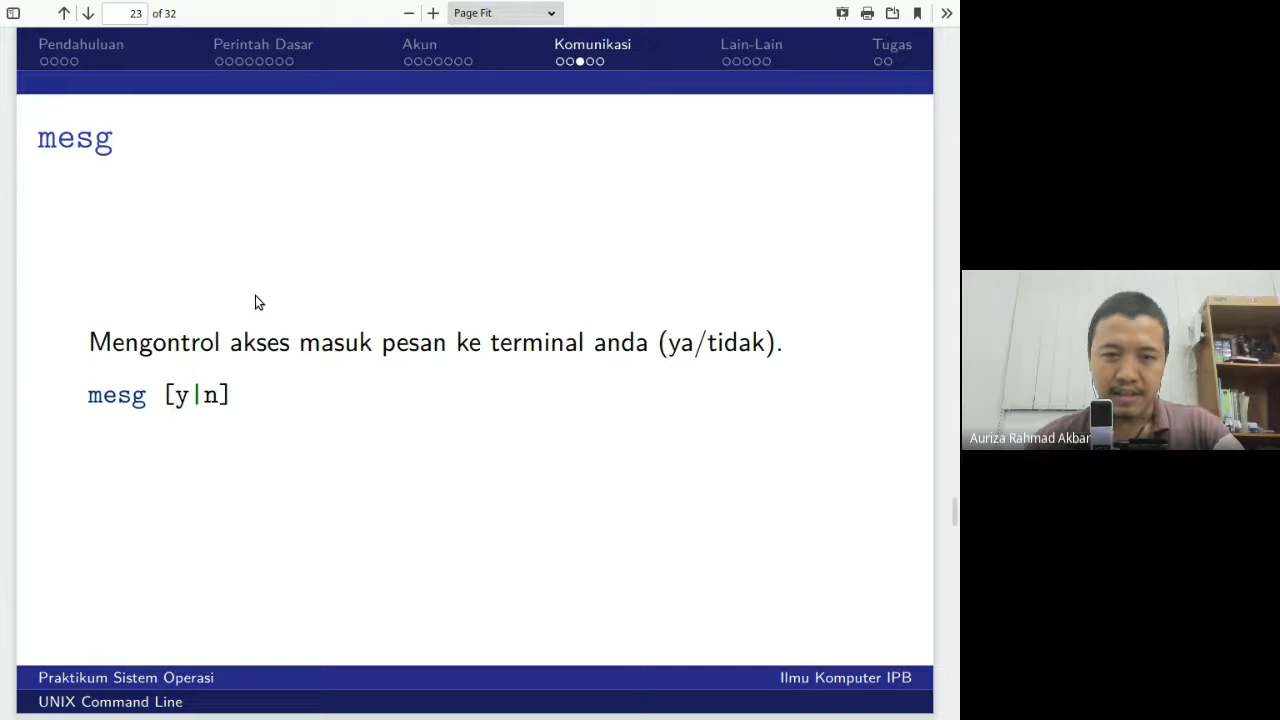 23 of 32
Page Fit
Pendahuluan Perintah Dasar Akun Komunikasi Lain-Lain Tugas
mesg
Mengontrol akses masuk pesan ke terminal anda (ya/tidak).
mesg [y|n]
Auriza Rahmad Akbar
Praktikum Sistem Operasi Ilmu Komputer IPB
UNIX Command Line